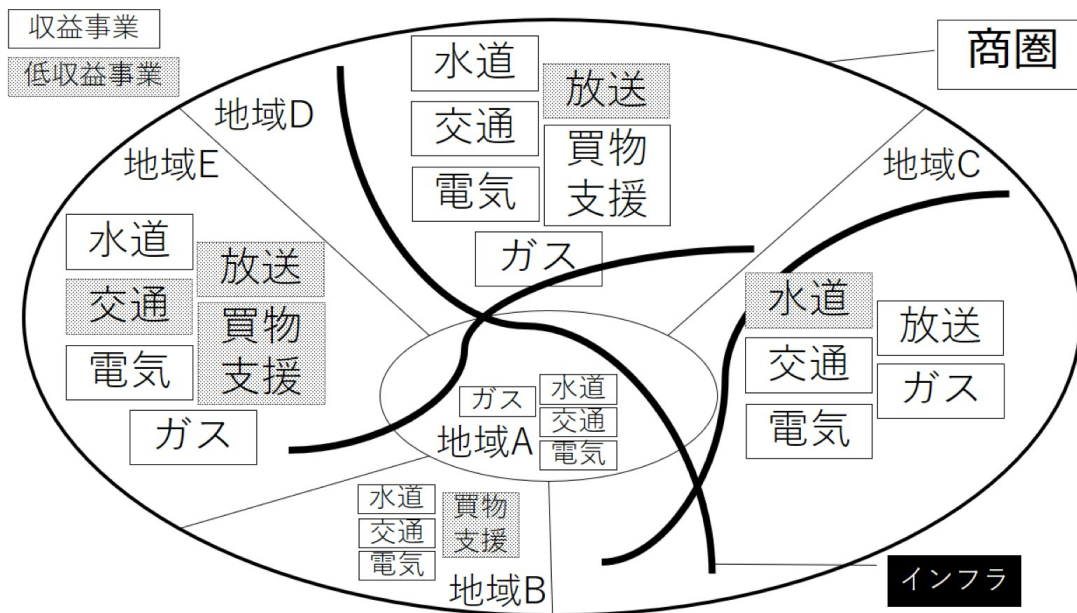 収益事業
低収益事業
商圏
地域D
水道
放送
交通
買物
支援
電気
ガス
地域E
水道
放送
交通
買物
支援
電気
ガス
地域C
水道
放送
交通
ガス
電気
ガス
水道
交通
地域A
電気
水道
買物
支援
交通
電気
地域B
インフラ